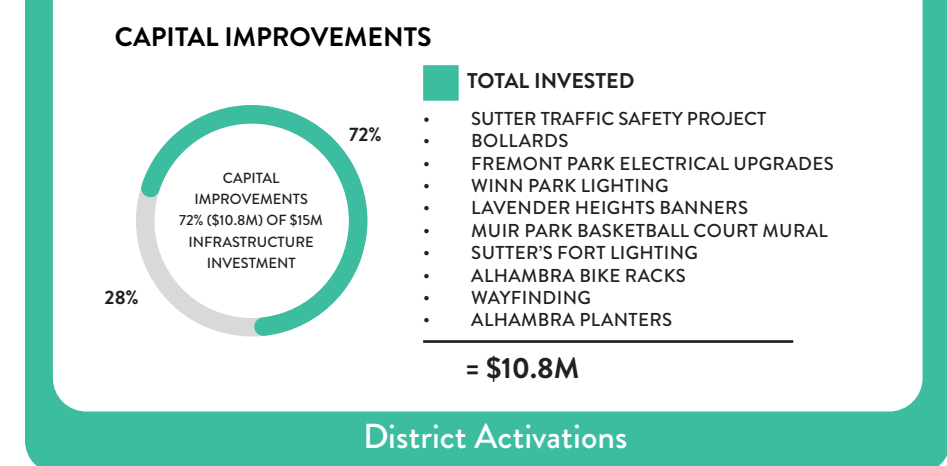 CAPITAL IMPROVEMENTS
72%
28%
CAPITAL
IMPROVEMENTS
72% ($10.8M) OF $15M
INFRASTRUCTURE
INVESTMENT
TOTAL INVESTED
• SUTTER TRAFFIC SAFETY PROJECT
• BOLLARDS
• FREMONT PARK ELECTRICAL UPGRADES
• WINN PARK LIGHTING
• LAVENDER HEIGHTS BANNERS
• MUIR PARK BASKETBALL COURT MURAL
• SUTTER'S FORT LIGHTING
• ALHAMBRA BIKE RACKS
• WAYFINDING
• ALHAMBRA PLANTERS
= $10.8M
District Activations